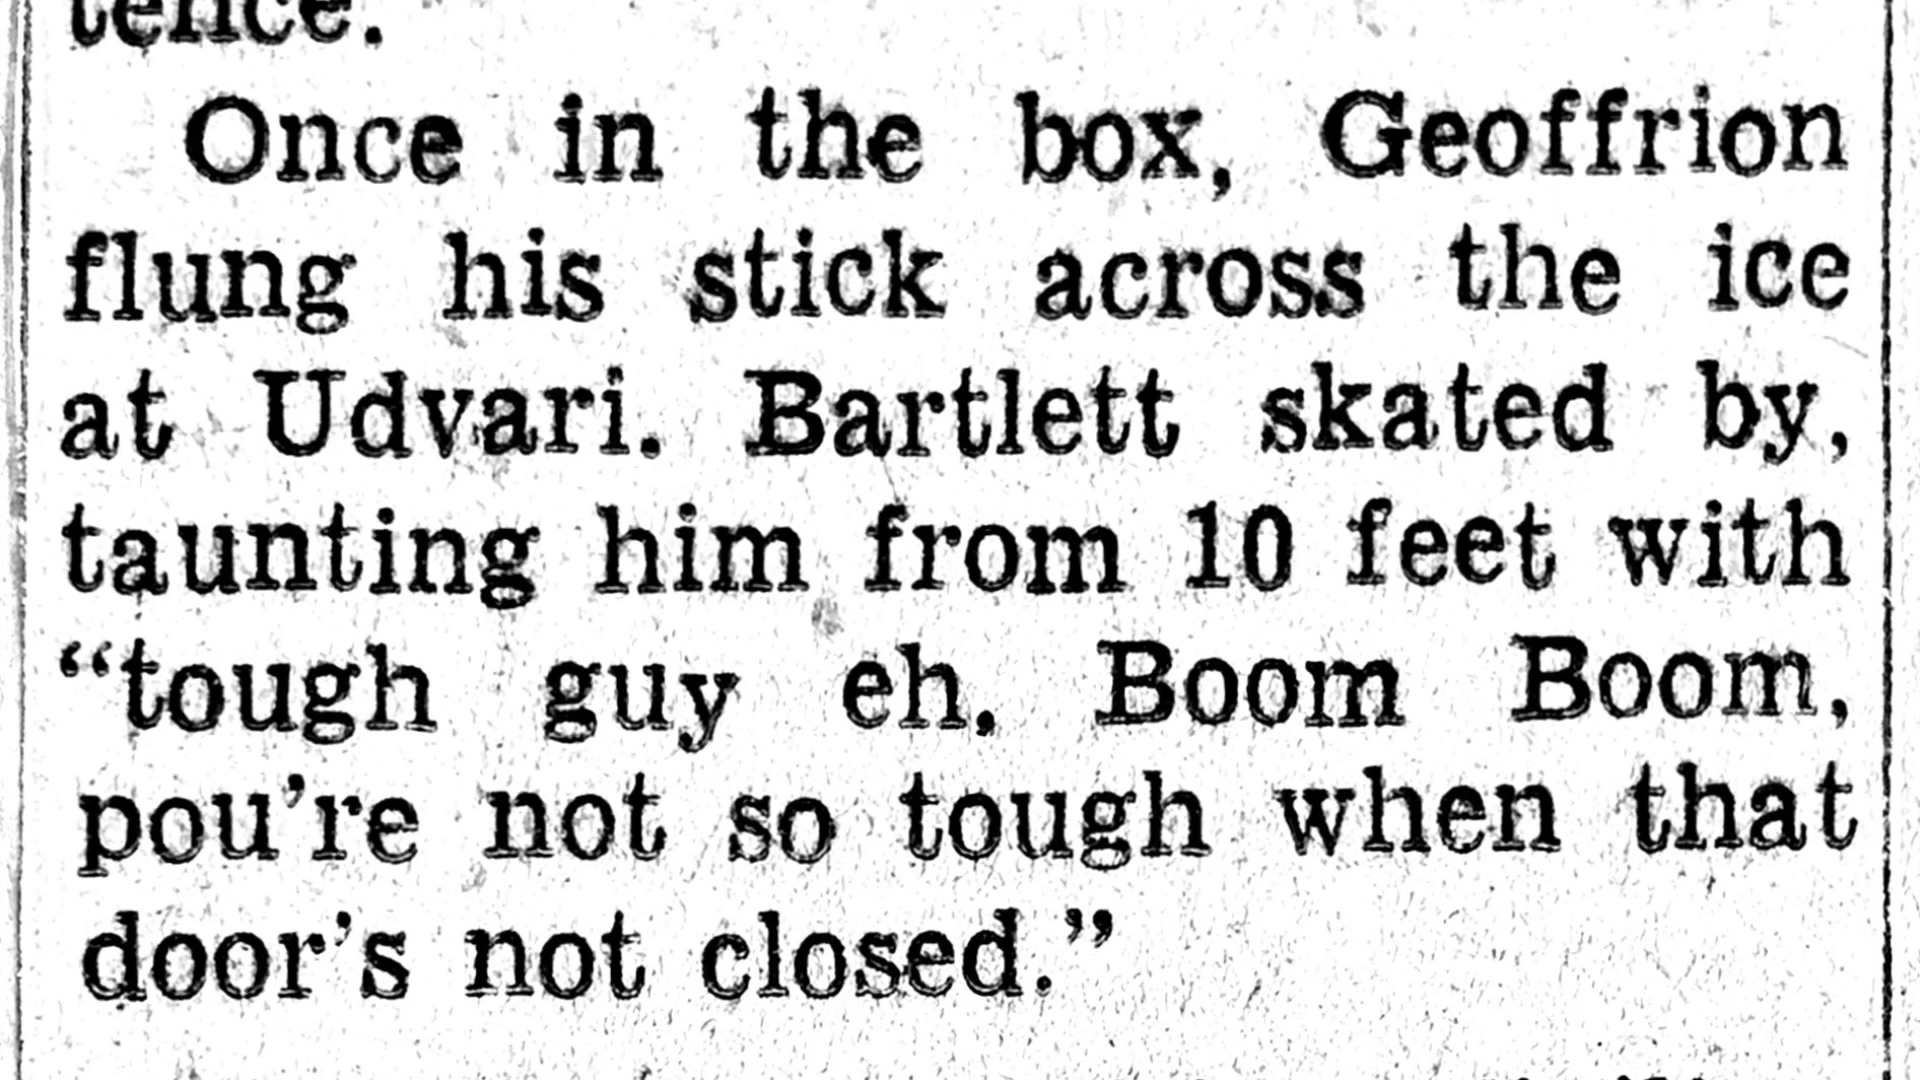 tence.
Once in the box, Geoffrion
flung his stick across the ice
at Udvari. Bartlett skated by,
taunting him from 10 feet with
“tough guy eh, Boom Boom,
pou’re not so tough when that
door’s not closed.”